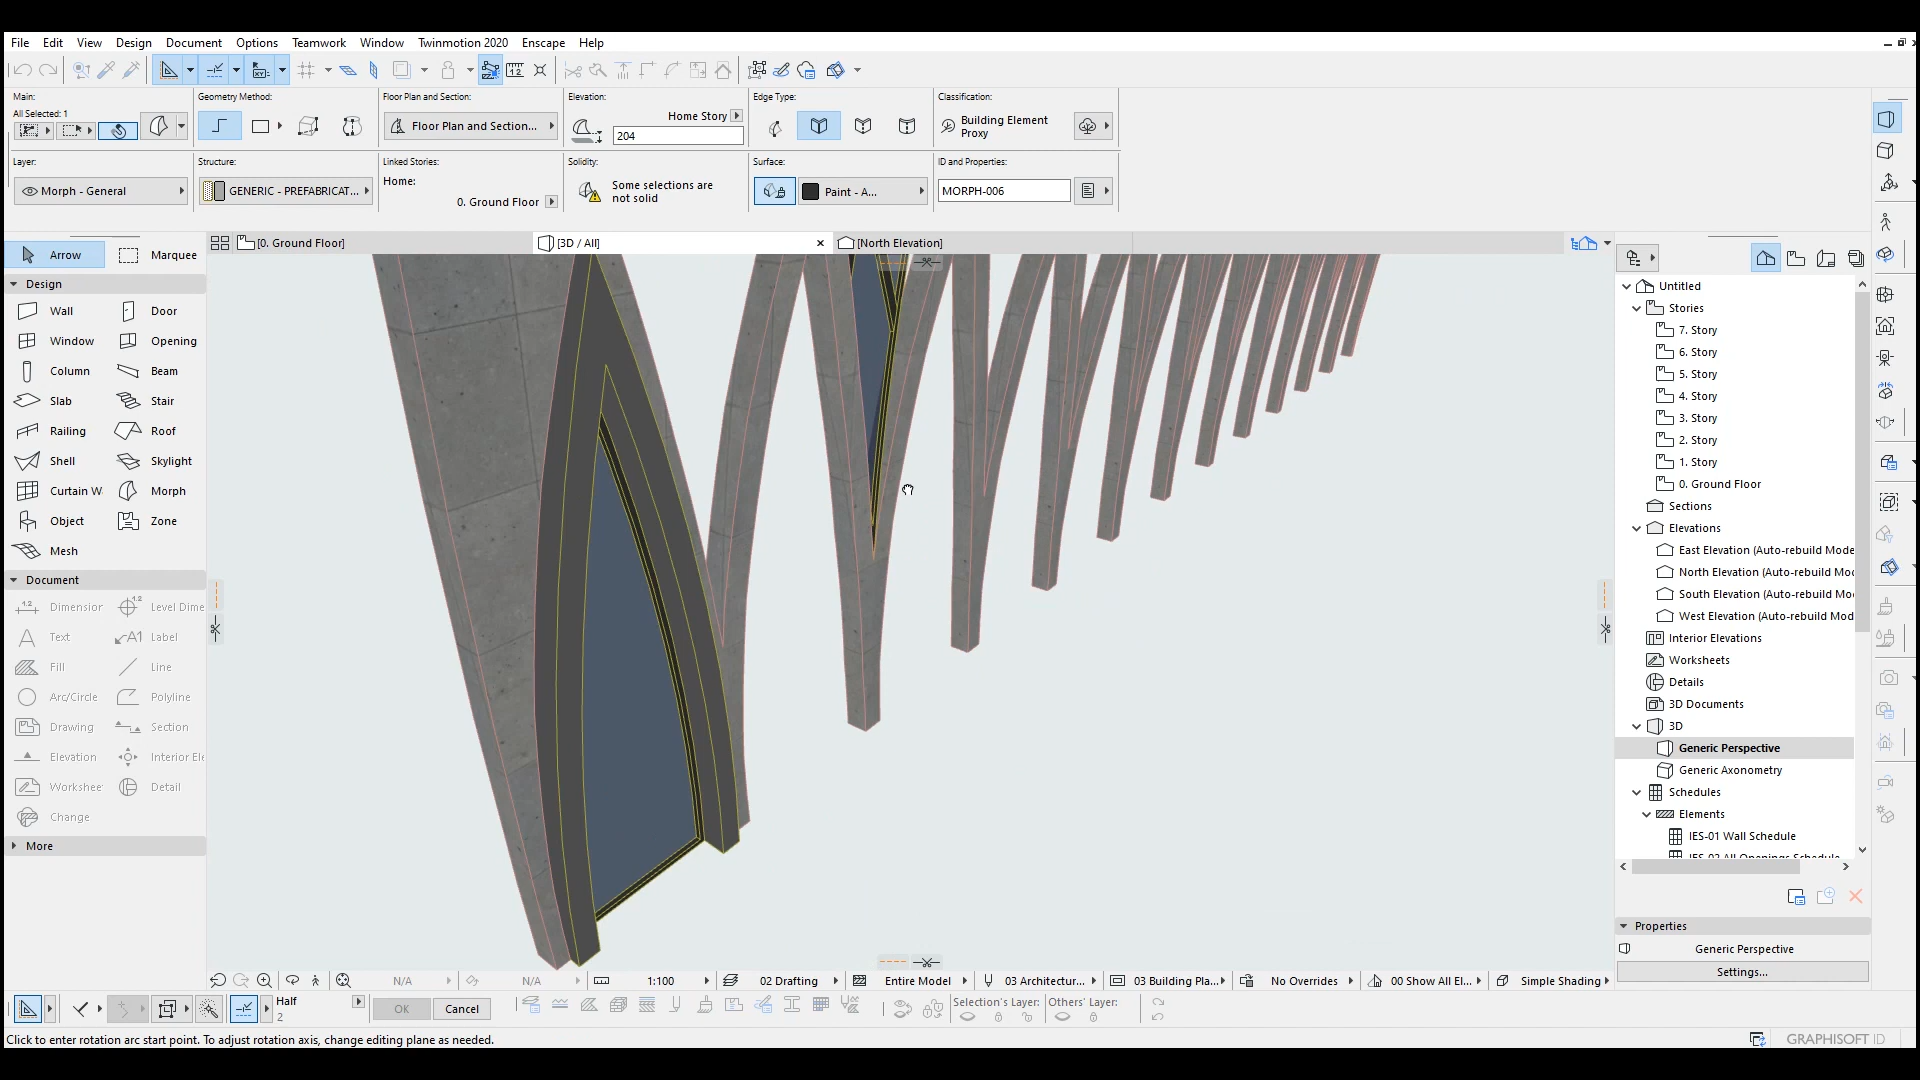 File Edit View Design Document Options Teamwork Window Twinmotion 2020 Enscape Help
Main:
All Selected: 1
Geometry Method:
Floor Plan and Section:
Floor Plan and Section...
Elevation:
Home Story
204
Edge Type:
Classification:
Building Element
Proxy
Layer:
Morph - General
Structure:
GENERIC - PREFABRICAT...
Linked Stories:
Home:
0. Ground Floor
Solidity:
Some selections are
not solid
Surface:
Paint - A...
ID and Properties:
MORPH-006
Arrow Marquee
[0. Ground Floor] [3D / All] [North Elevation]
Design
Wall Door
Window Opening
Column Beam
Slab Stair
Railing Roof
Shell Skylight
Curtain W Morph
Object Zone
Mesh
Document
Dimension Level Dime
Text Label
Fill Line
Arc/Circle Polyline
Drawing Section
Elevation Interior Ele
Workshee Detail
Change
More
Untitled
Stories
7. Story
6. Story
5. Story
4. Story
3. Story
2. Story
1. Story
0. Ground Floor
Sections
Elevations
East Elevation (Auto-rebuild Mode
North Elevation (Auto-rebuild Mo
South Elevation (Auto-rebuild Mo
West Elevation (Auto-rebuild Mod
Interior Elevations
Worksheets
Details
3D Documents
3D
Generic Perspective
Generic Axonometry
Schedules
Elements
IES-01 Wall Schedule
IES-02 All Openings Schedule
Properties
Generic Perspective
Settings...
N/A N/A 1:100 02 Drafting Entire Model 03 Architectur... 03 Building Pla... No Overrides 00 Show All El... Simple Shading
Half
2
OK Cancel
Selection's Layer: Others' Layer:
Click to enter rotation arc start point. To adjust rotation axis, change editing plane as needed.
GRAPHISOFT ID